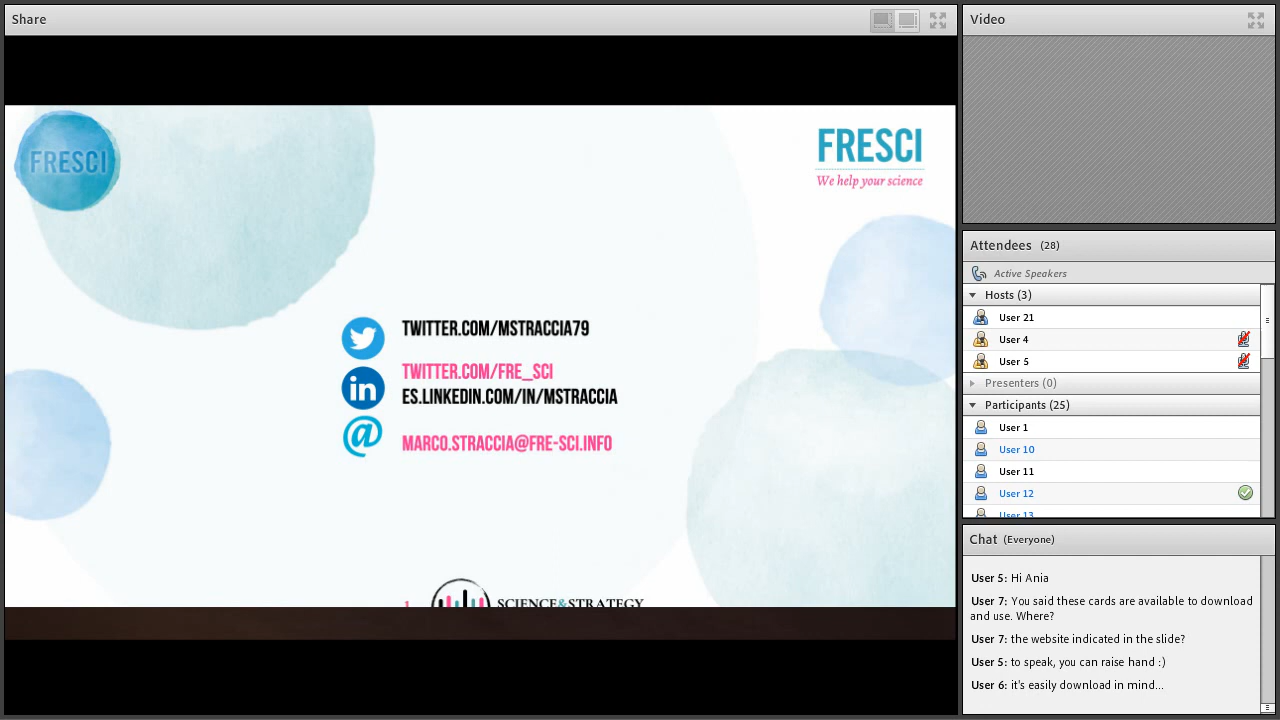 Share
FRESCI
FRESCI
We help your science
TWITTER.COM/MSTRACCIA79
TWITTER.COM/FRE_SCI
ES.LINKEDIN.COM/IN/MSTRACCIA
MARCO.STRACCIA@FRE-SCI.INFO
SCIENCE&STRATEGY
Video
Attendees (28)
Active Speakers
Hosts (3)
User 21
User 4
User 5
Presenters (0)
Participants (25)
User 1
User 10
User 11
User 12
User 13
Chat (Everyone)
User 5: Hi Ania
User 7: You said these cards are available to download
and use. Where?
User 7: the website indicated in the slide?
User 5: to speak, you can raise hand :)
User 6: it's easily download in mind...